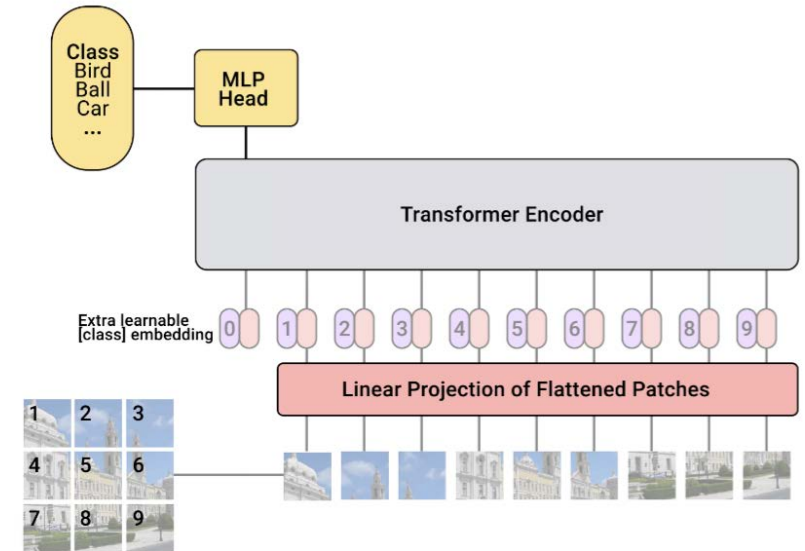 Class
Bird
Ball
Car
...
MLP
Head
Transformer Encoder
Extra learnable
[class] embedding
0 1 2 3 4 5 6 7 8 9
Linear Projection of Flattened Patches
1 2 3
4 5 6
7 8 9